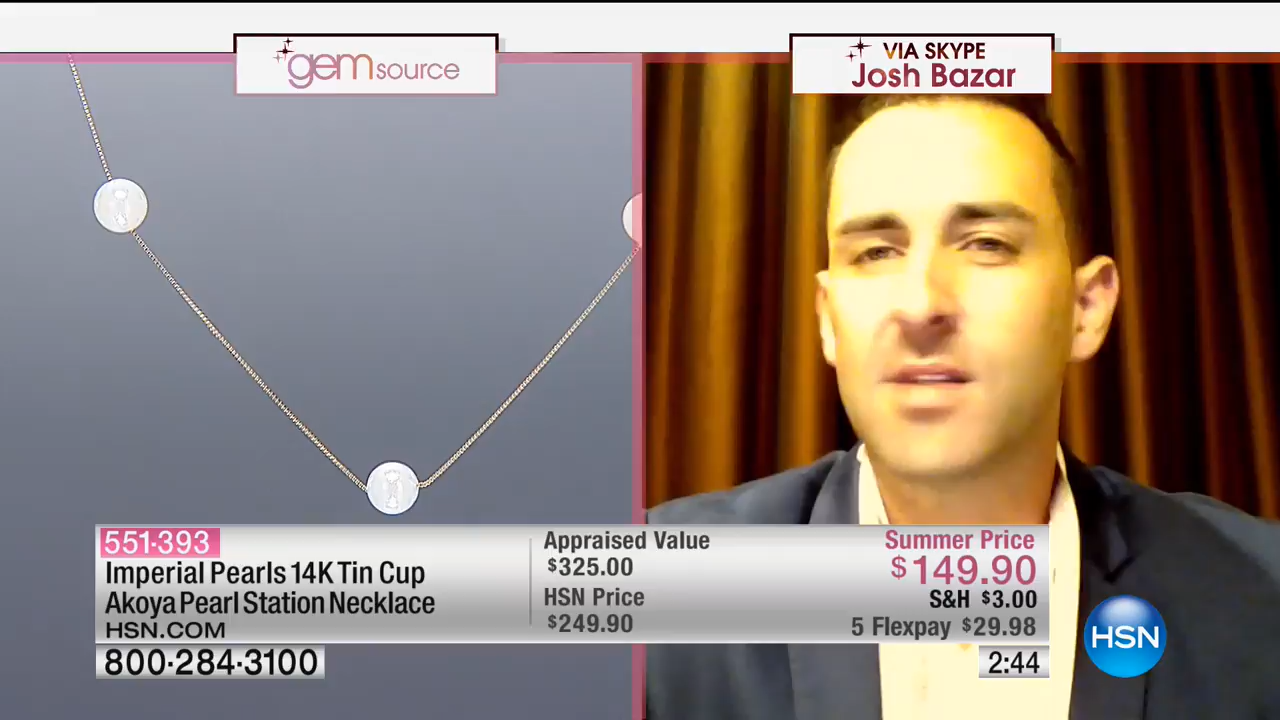 gem source
VIA SKYPE
Josh Bazar
551-393
Imperial Pearls 14K Tin Cup
Akoya Pearl Station Necklace
HSN.COM
800-284-3100
Appraised Value
$325.00
HSN Price
$249.90
Summer Price
$149.90
S&H $3.00
5 Flexpay $29.98
2:44
HSN